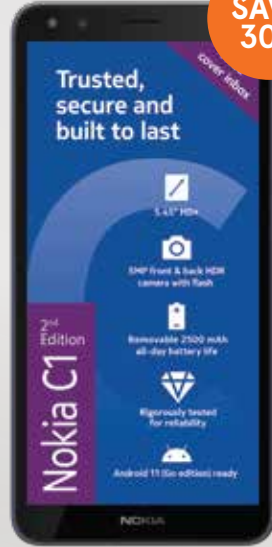 SA
30
cover inbox
Trusted,
secure and
built to last
5.45" HD+
5MP front & back HDR
camera with flash
Removable 2500 mAh
all-day battery life
Rigorously tested
for reliability
Android 11 (Go edition) ready
Nokia C1
2nd
Edition
NOKIA